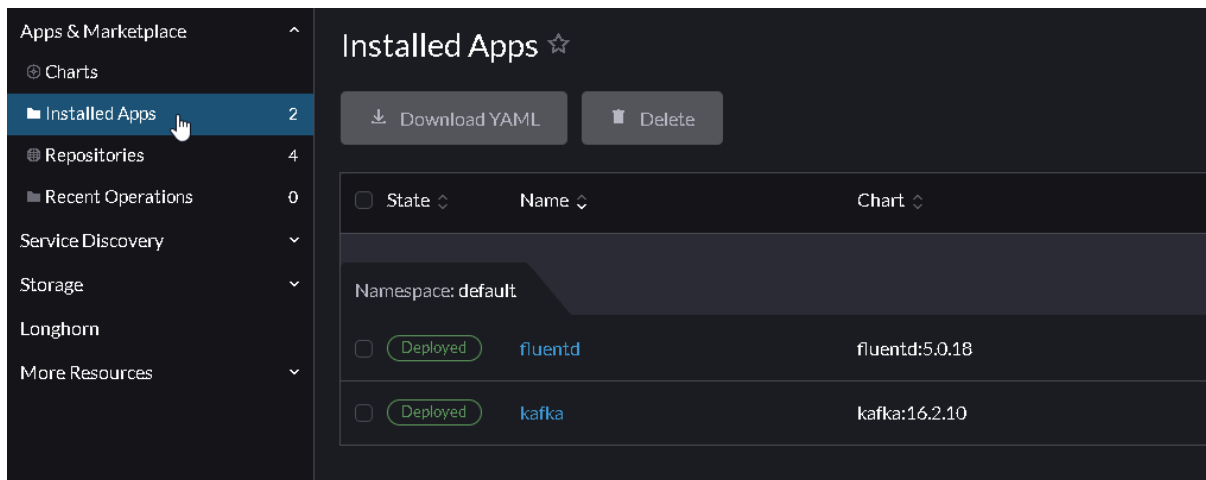 Apps & Marketplace
Charts
Installed Apps 2
Repositories 4
Recent Operations 0
Service Discovery
Storage
Longhorn
More Resources
Installed Apps
Download YAML Delete
State Name Chart
Namespace: default
Deployed fluentd fluentd:5.0.18
Deployed kafka kafka:16.2.10